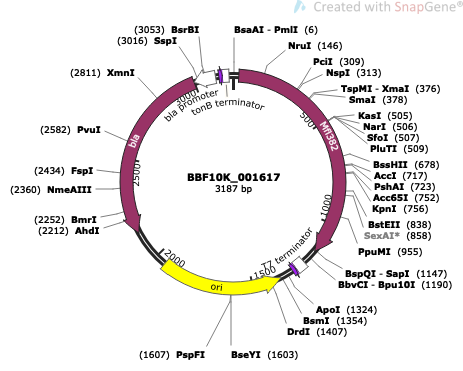 Created with SnapGene®
(3053) BsrBI
BsaAI - PmlI (6)
(3016) SspI
NruI (146)
PciI (309)
(2811) XmnI
NspI (313)
TspMI - XmaI (376)
SmaI (378)
3000
bla promoter
tonB terminator
500
KasI (505)
NarI (506)
(2582) PvuI
SfoI (507)
PluTI (509)
bla
Mfl382
BssHII (678)
(2434) FspI
2500
AccI (717)
PshAI (723)
(2360) NmeAIII
BBF10K_001617
3187 bp
Acc65I (752)
KpnI (756)
1000
(2252) BmrI
BstEII (838)
(2212) AhdI
SexAI* (858)
PpuMI (955)
T7 terminator
2000
1500
BspQI - SapI (1147)
BbvCI - Bpu10I (1190)
ori
ApoI (1324)
BsmI (1354)
DrdI (1407)
(1607) PspFI
BseYI (1603)